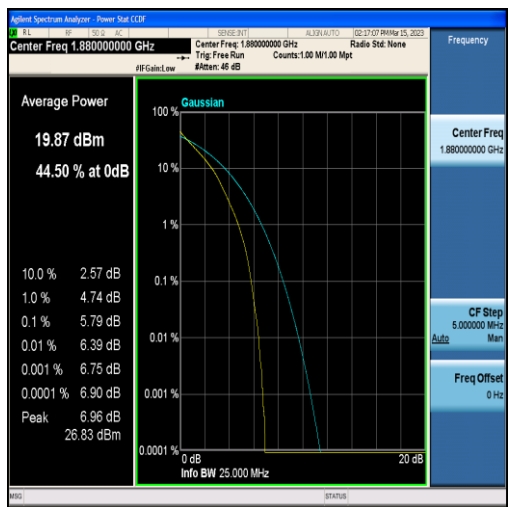 Agilent Spectrum Analyzer - Power Stat CCDF
RL RF 50 Ω AC SENSE:INT ALIGN AUTO 02:17:07 PM Mar 15, 2023
Center Freq 1.880000000 GHz
Center Freq: 1.880000000 GHz Radio Std: None
Trig: Free Run Counts:1.00 M/1.00 Mpt
#IFGain:Low #Atten: 46 dB
Frequency
Average Power
19.87 dBm
44.50 % at 0dB
10.0 % 2.57 dB
1.0 % 4.74 dB
0.1 % 5.79 dB
0.01 % 6.39 dB
0.001 % 6.75 dB
0.0001 % 6.90 dB
Peak 6.96 dB
26.83 dBm
100 % Gaussian
10 %
1 %
0.1 %
0.01 %
0.001 %
0.0001 %
0 dB 20 dB
Info BW 25.000 MHz
Center Freq
1.880000000 GHz
CF Step
5.000000 MHz
Auto Man
Freq Offset
0 Hz
MSG STATUS